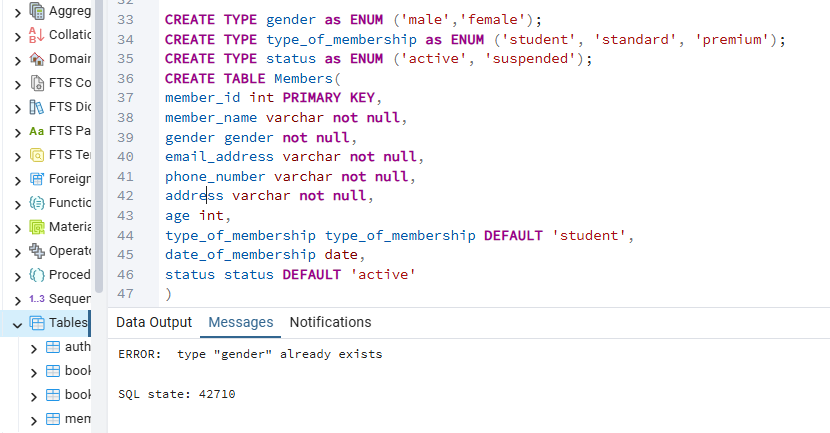 32
Aggreg
33 CREATE TYPE gender as ENUM ('male','female');
Collatic
34 CREATE TYPE type_of_membership as ENUM ('student', 'standard', 'premium');
Domain
35 CREATE TYPE status as ENUM ('active', 'suspended');
FTS Co
36 CREATE TABLE Members(
37 member_id int PRIMARY KEY,
FTS Dic
38 member_name varchar not null,
Aa FTS Pa
39 gender gender not null,
FTS Te
40 email_address varchar not null,
Foreign
41 phone_number varchar not null,
Functio
42 address varchar not null,
43 age int,
Materia
44 type_of_membership type_of_membership DEFAULT 'student',
Operato
45 date_of_membership date,
Proced
46 status status DEFAULT 'active'
1..3 Sequen
47 )
Tables
Data Output Messages Notifications
auth
ERROR:  type "gender" already exists
book
book
SQL state: 42710
mem